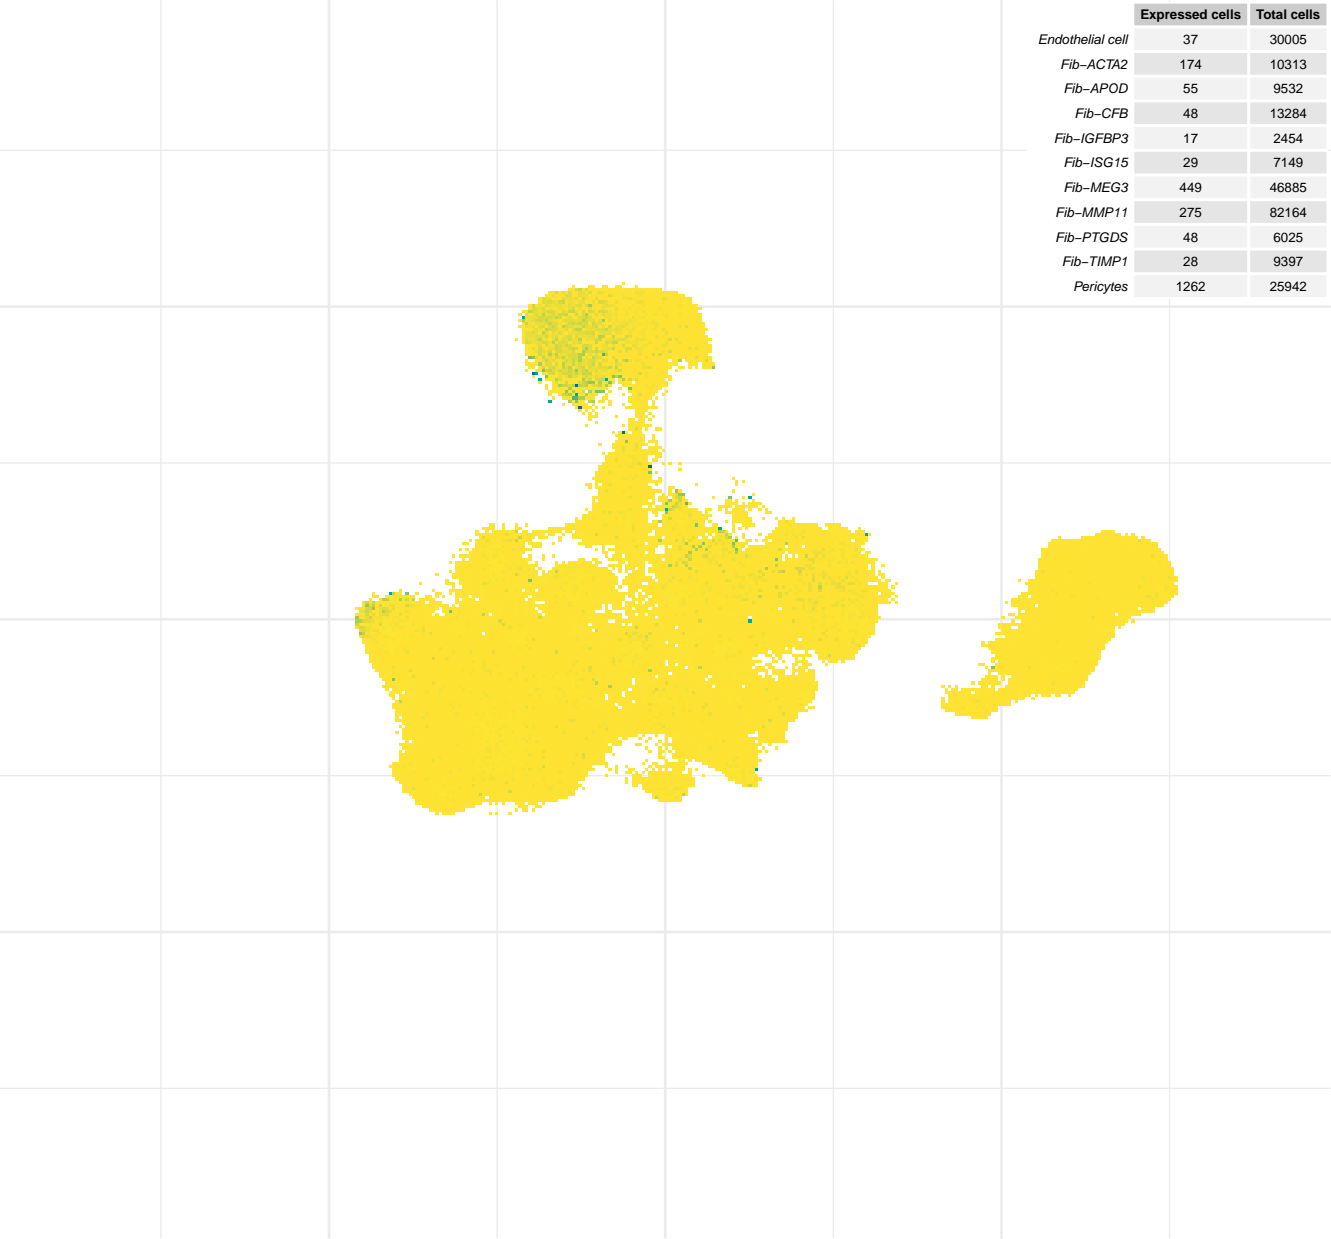 Expressed cells Total cells
Endothelial cell 37 30005
Fib−ACTA2 174 10313
Fib−APOD 55 9532
Fib−CFB 48 13284
Fib−IGFBP3 17 2454
Fib−ISG15 29 7149
Fib−MEG3 449 46885
Fib−MMP11 275 82164
Fib−PTGDS 48 6025
Fib−TIMP1 28 9397
Pericytes 1262 25942